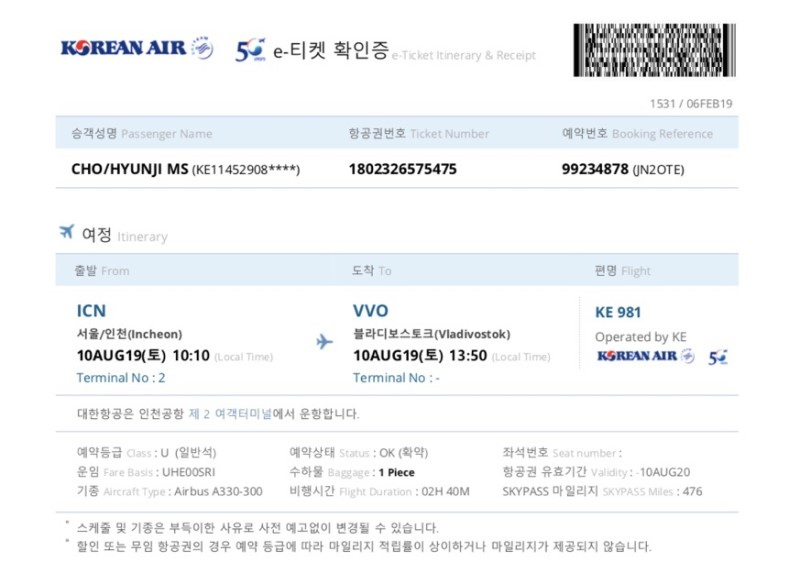 KOREAN AIR 50 e-티켓 확인증 e-Ticket Itinerary & Receipt
1531 / 06FEB19
승객성명 Passenger Name 항공권번호 Ticket Number 예약번호 Booking Reference
CHO/HYUNJI MS (KE11452908****) 1802326575475 99234878 (JN2OTE)
여정 Itinerary
출발 From 도착 To 편명 Flight
ICN VVO KE 981
서울/인천(Incheon) 블라디보스토크(Vladivostok) Operated by KE
10AUG19(토) 10:10 (Local Time) 10AUG19(토) 13:50 (Local Time) KOREAN AIR 50
Terminal No : 2 Terminal No : -
대한항공은 인천공항 제 2 여객터미널에서 운항합니다.
예약등급 Class : U (일반석) 예약상태 Status : OK (확약) 좌석번호 Seat number :
운임 Fare Basis : UHE00SRI 수하물 Baggage : 1 Piece 항공권 유효기간 Validity : -10AUG20
기종 Aircraft Type : Airbus A330-300 비행시간 Flight Duration : 02H 40M SKYPASS 마일리지 SKYPASS Miles : 476
* 스케줄 및 기종은 부득이한 사유로 사전 예고없이 변경될 수 있습니다.
* 할인 또는 무임 항공권의 경우 예약 등급에 따라 마일리지 적립률이 상이하거나 마일리지가 제공되지 않습니다.